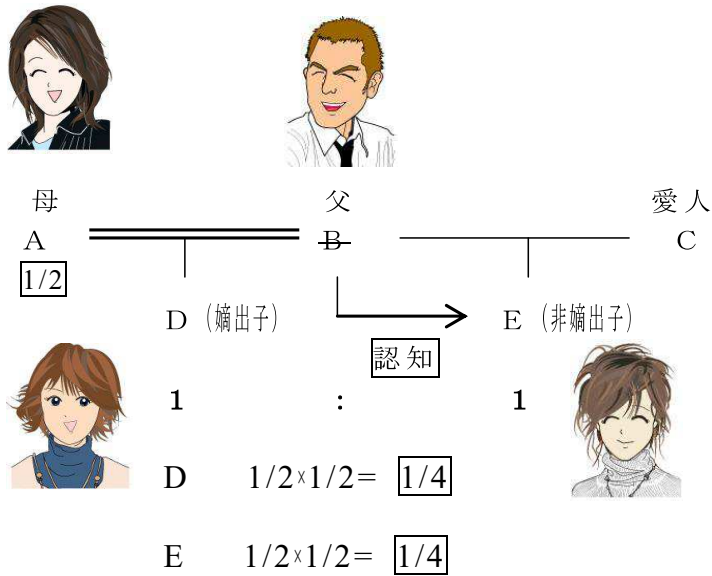 母 父 愛人
A B C
1/2
D (嫡出子) E (非嫡出子)
認知
1 : 1
D 1/2×1/2= 1/4
E 1/2×1/2= 1/4